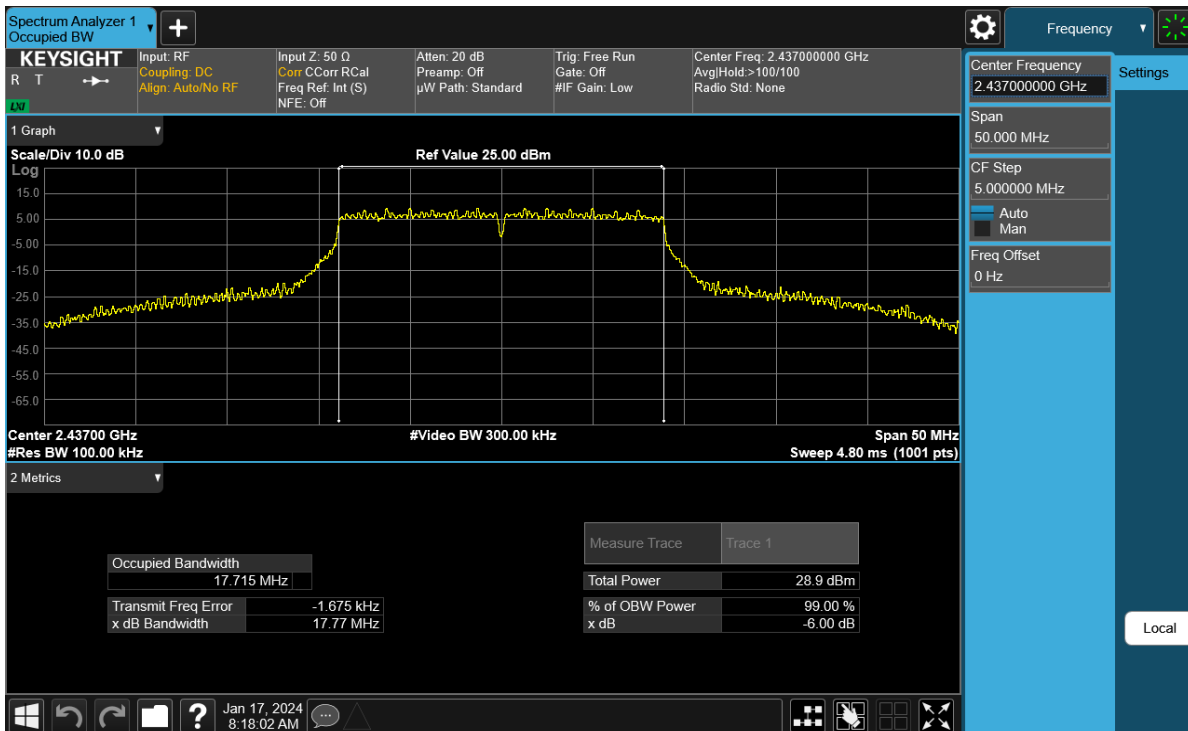 Spectrum Analyzer 1
Occupied BW
Frequency
KEYSIGHT
R T
LXI
Input: RF
Coupling: DC
Align: Auto/No RF
Input Z: 50 Ω
Corr CCorr RCal
Freq Ref: Int (S)
NFE: Off
Atten: 20 dB
Preamp: Off
µW Path: Standard
Trig: Free Run
Gate: Off
#IF Gain: Low
Center Freq: 2.437000000 GHz
Avg|Hold:>100/100
Radio Std: None
Center Frequency
2.437000000 GHz
Settings
Span
50.000 MHz
CF Step
5.000000 MHz
Auto
Man
Freq Offset
0 Hz
Local
1 Graph
Scale/Div 10.0 dB
Ref Value 25.00 dBm
Log
15.0
5.00
-5.00
-15.0
-25.0
-35.0
-45.0
-55.0
-65.0
Center 2.43700 GHz
#Video BW 300.00 kHz
Span 50 MHz
#Res BW 100.00 kHz
Sweep 4.80 ms (1001 pts)
2 Metrics
Measure Trace
Trace 1
Occupied Bandwidth
17.715 MHz
Total Power
28.9 dBm
Transmit Freq Error
-1.675 kHz
% of OBW Power
99.00 %
x dB Bandwidth
17.77 MHz
x dB
-6.00 dB
?
Jan 17, 2024
8:18:02 AM